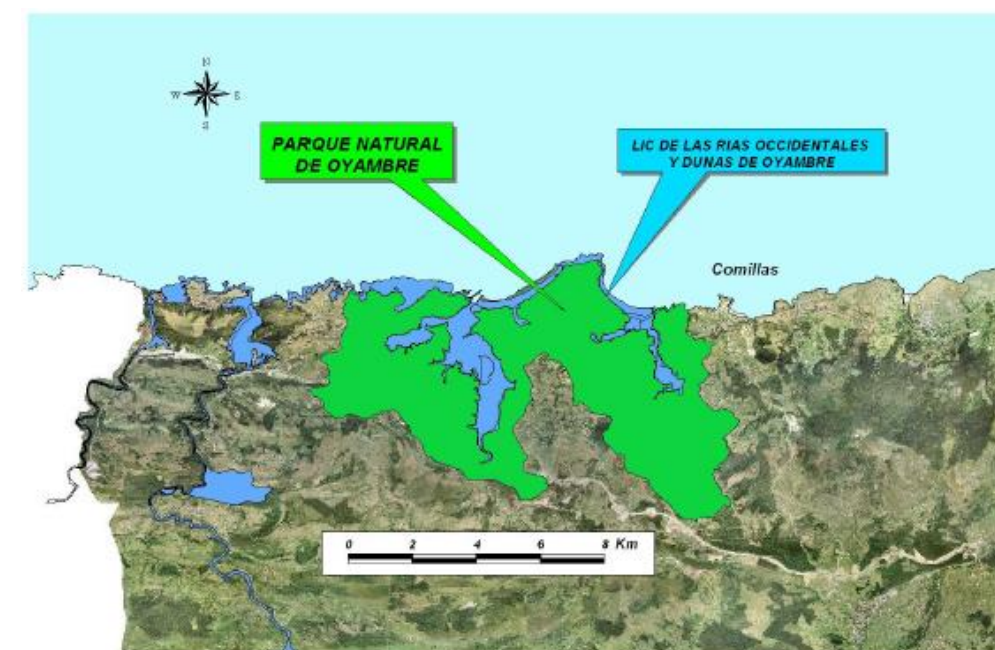 N
W E
S
PARQUE NATURAL
DE OYAMBRE
LIC DE LAS RIAS OCCIDENTALES
Y DUNAS DE OYAMBRE
Comillas
0 2 4 6 8 Km